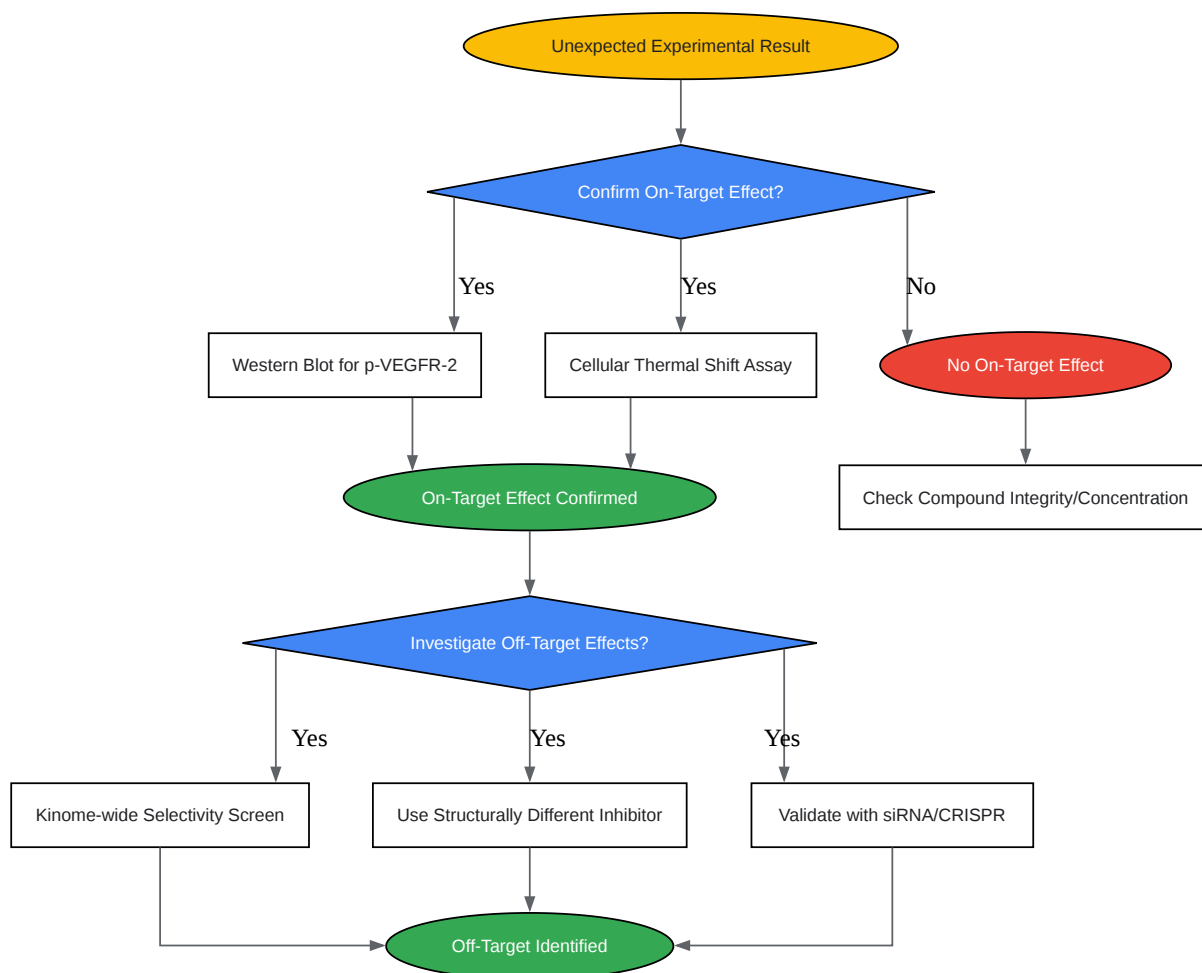 Unexpected Experimental Result
Confirm On-Target Effect?
Yes
Yes
No
Western Blot for p-VEGFR-2
Cellular Thermal Shift Assay
No On-Target Effect
On-Target Effect Confirmed
Check Compound Integrity/Concentration
Investigate Off-Target Effects?
Yes
Yes
Yes
Kinome-wide Selectivity Screen
Use Structurally Different Inhibitor
Validate with siRNA/CRISPR
Off-Target Identified